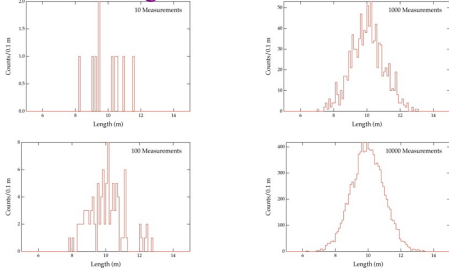 10 Measurements
2.0
1.5
1.0
0.5
0.0
Counts/0.1 m
6 8 10 12 14
Length (m)
1000 Measurements
50
40
30
20
10
0
Counts/0.1 m
6 8 10 12 14
Length (m)
100 Measurements
8
6
4
2
0
Counts/0.1 m
6 8 10 12 14
Length (m)
10000 Measurements
400
300
200
100
0
Counts/0.1 m
6 8 10 12 14
Length (m)